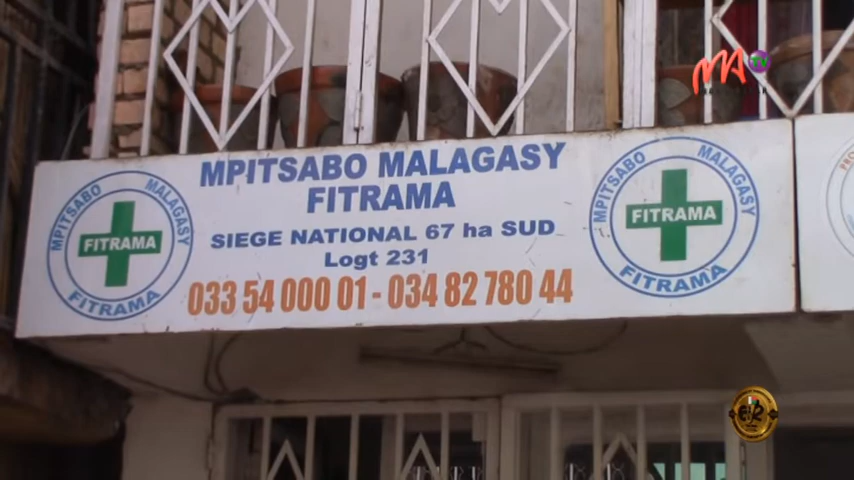 MPITSABO MALAGASY
FITRAMA
SIEGE NATIONAL 67 ha SUD
Logt 231
033 54 000 01 - 034 82 780 44
MPITSABO MALAGASY
FITRAMA
FITRAMA
MPITSABO MALAGASY
FITRAMA
FITRAMA
MA
TV